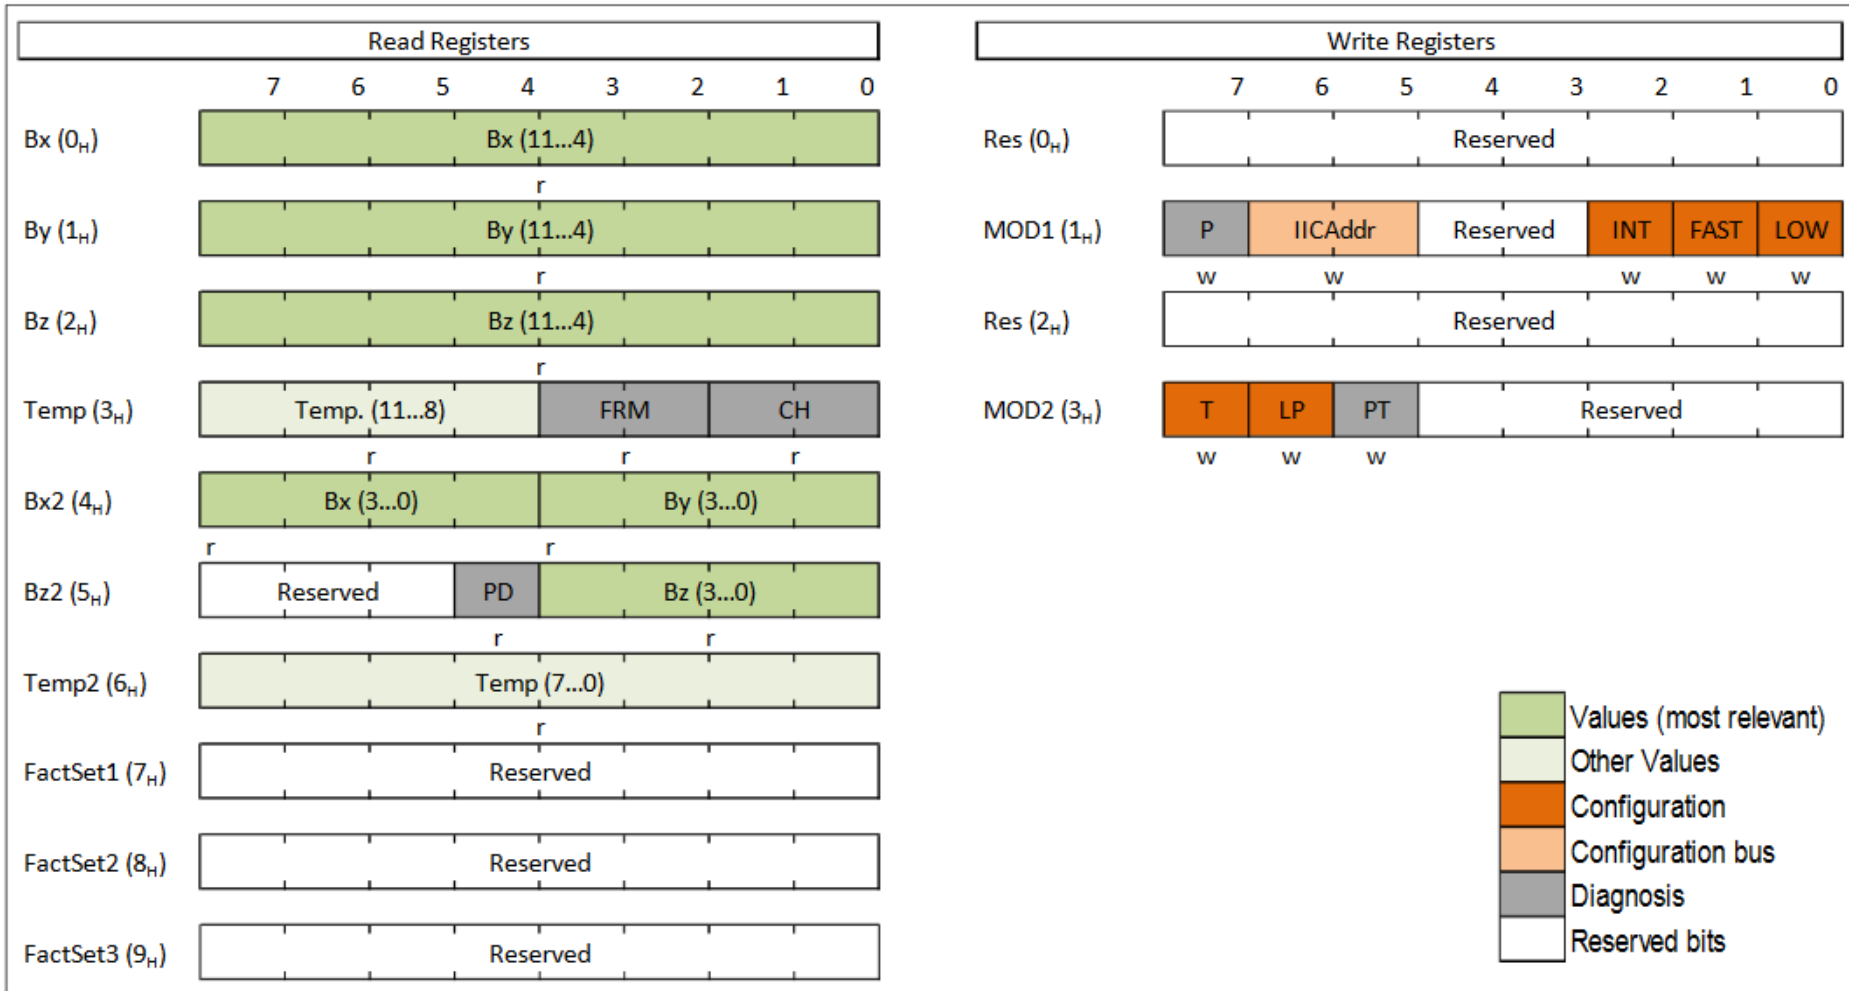 Read Registers
7 6 5 4 3 2 1 0
Bx (0H) Bx (11...4)
r
By (1H) By (11...4)
r
Bz (2H) Bz (11...4)
r
Temp (3H) Temp. (11...8) FRM CH
r r r
Bx2 (4H) Bx (3...0) By (3...0)
r r
Bz2 (5H) Reserved PD Bz (3...0)
r r
Temp2 (6H) Temp (7...0)
r
FactSet1 (7H) Reserved
FactSet2 (8H) Reserved
FactSet3 (9H) Reserved
Write Registers
7 6 5 4 3 2 1 0
Res (0H) Reserved
MOD1 (1H) P IICAddr Reserved INT FAST LOW
w w w w w
Res (2H) Reserved
MOD2 (3H) T LP PT Reserved
w w w
Values (most relevant)
Other Values
Configuration
Configuration bus
Diagnosis
Reserved bits